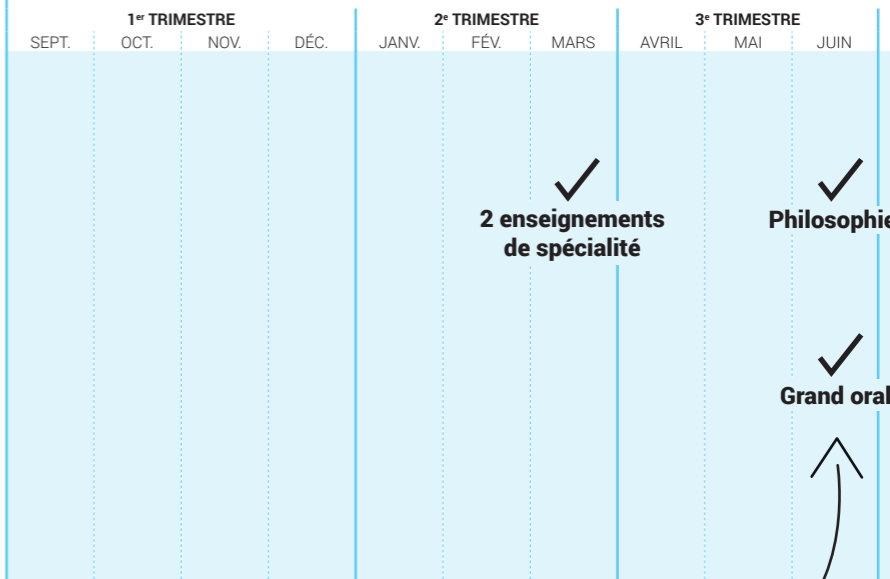 1er TRIMESTRE 2e TRIMESTRE 3e TRIMESTRE
SEPT. OCT. NOV. DÉC. JANV. FÉV. MARS AVRIL MAI JUIN
2 enseignements
de spécialité
Philosophie
Grand oral